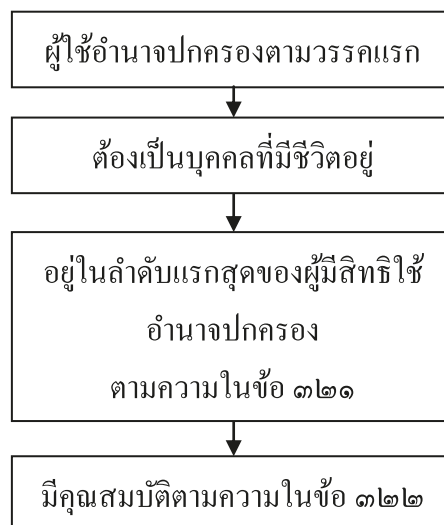 ผู้ใช้อำนาจปกครองตามวรรคแรก
ต้องเป็นบุคคลที่มีชีวิตอยู่
อยู่ในลำดับแรกสุดของผู้มีสิทธิใช้
อำนาจปกครอง
ตามความในข้อ ๓๒๑
มีคุณสมบัติตามความในข้อ ๓๒๒